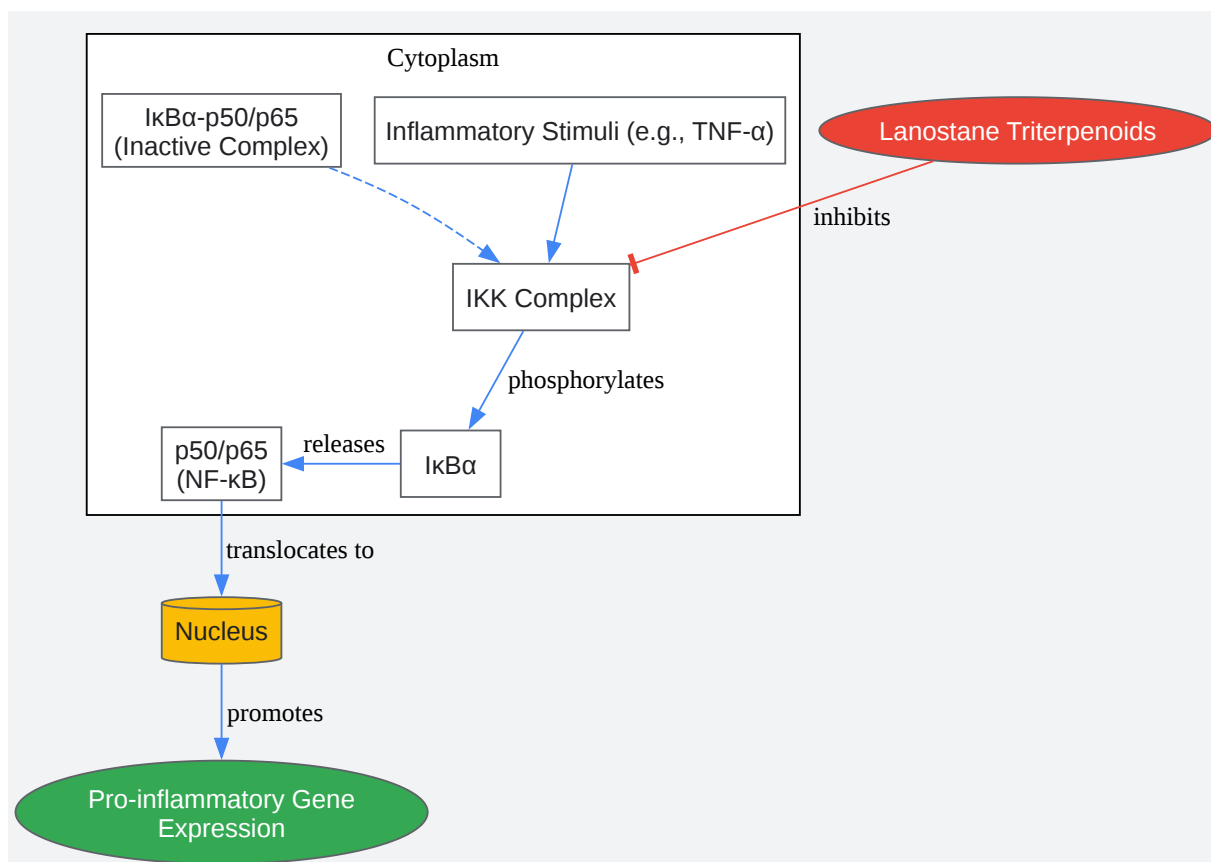 Cytoplasm
IκBα-p50/p65
(Inactive Complex)
Inflammatory Stimuli (e.g., TNF-α)
Lanostane Triterpenoids
inhibits
IKK Complex
phosphorylates
p50/p65
(NF-κB)
releases
IκBα
translocates to
Nucleus
promotes
Pro-inflammatory Gene
Expression